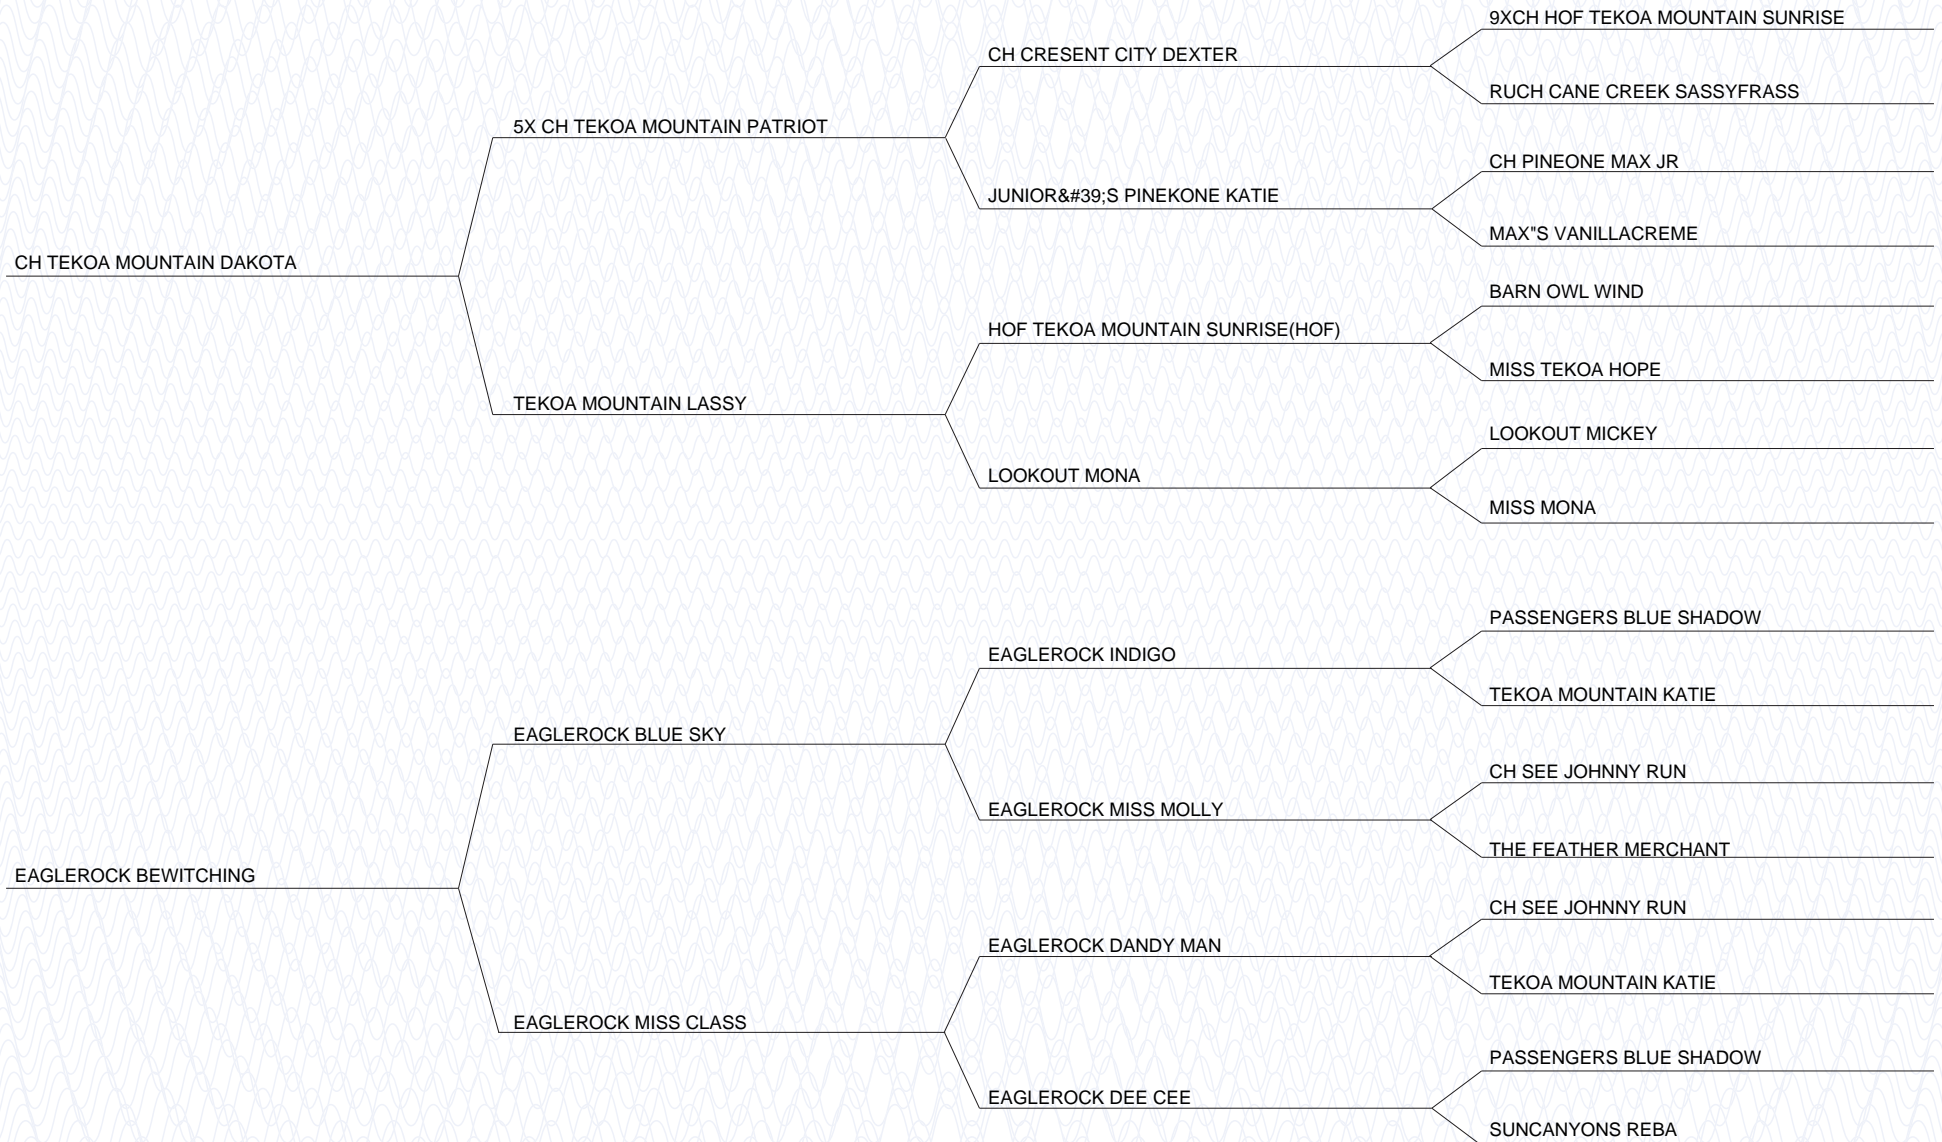 9XCH HOF TEKOA MOUNTAIN SUNRISE
CH CRESENT CITY DEXTER
RUCH CANE CREEK SASSYFRASS
5X CH TEKOA MOUNTAIN PATRIOT
CH PINEONE MAX JR
JUNIOR&#39;S PINEKONE KATIE
MAX"S VANILLACREME
CH TEKOA MOUNTAIN DAKOTA
BARN OWL WIND
HOF TEKOA MOUNTAIN SUNRISE(HOF)
MISS TEKOA HOPE
TEKOA MOUNTAIN LASSY
LOOKOUT MICKEY
LOOKOUT MONA
MISS MONA
PASSENGERS BLUE SHADOW
EAGLEROCK INDIGO
TEKOA MOUNTAIN KATIE
EAGLEROCK BLUE SKY
CH SEE JOHNNY RUN
EAGLEROCK MISS MOLLY
THE FEATHER MERCHANT
EAGLEROCK BEWITCHING
CH SEE JOHNNY RUN
EAGLEROCK DANDY MAN
TEKOA MOUNTAIN KATIE
EAGLEROCK MISS CLASS
PASSENGERS BLUE SHADOW
EAGLEROCK DEE CEE
SUNCANYONS REBA